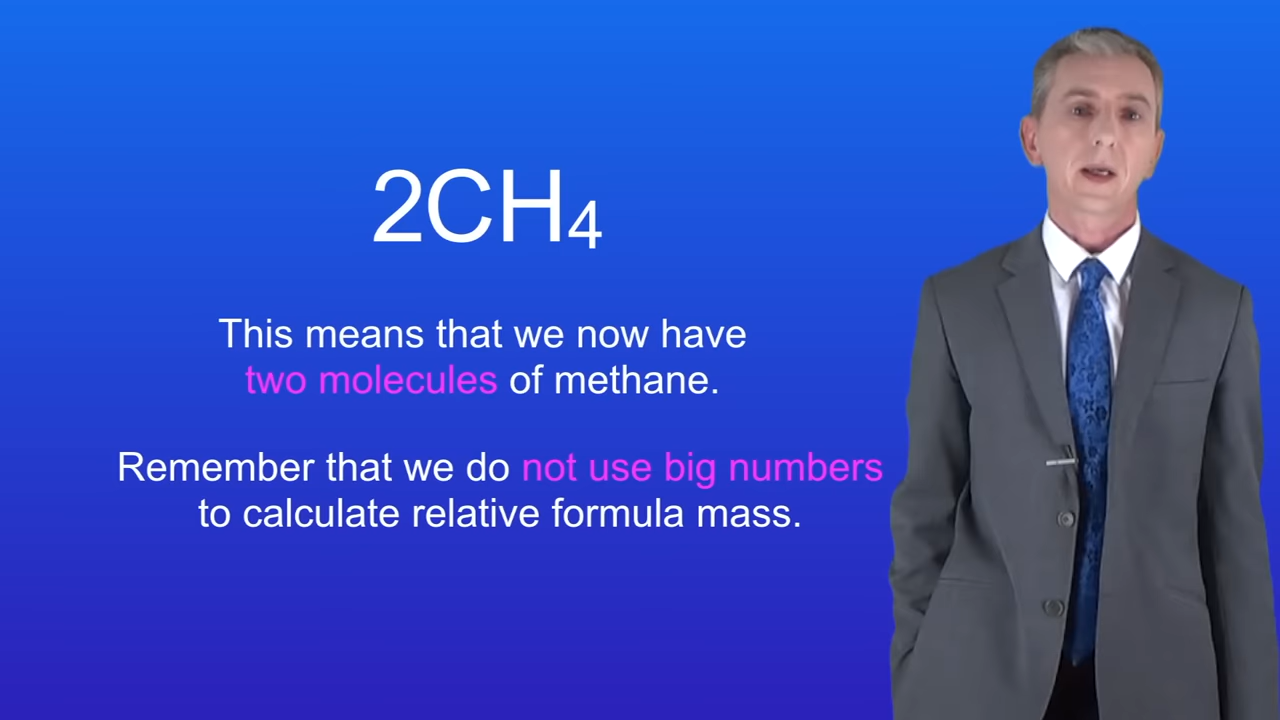 2CH₄
This means that we now have
two molecules of methane.
Remember that we do not use big numbers
to calculate relative formula mass.